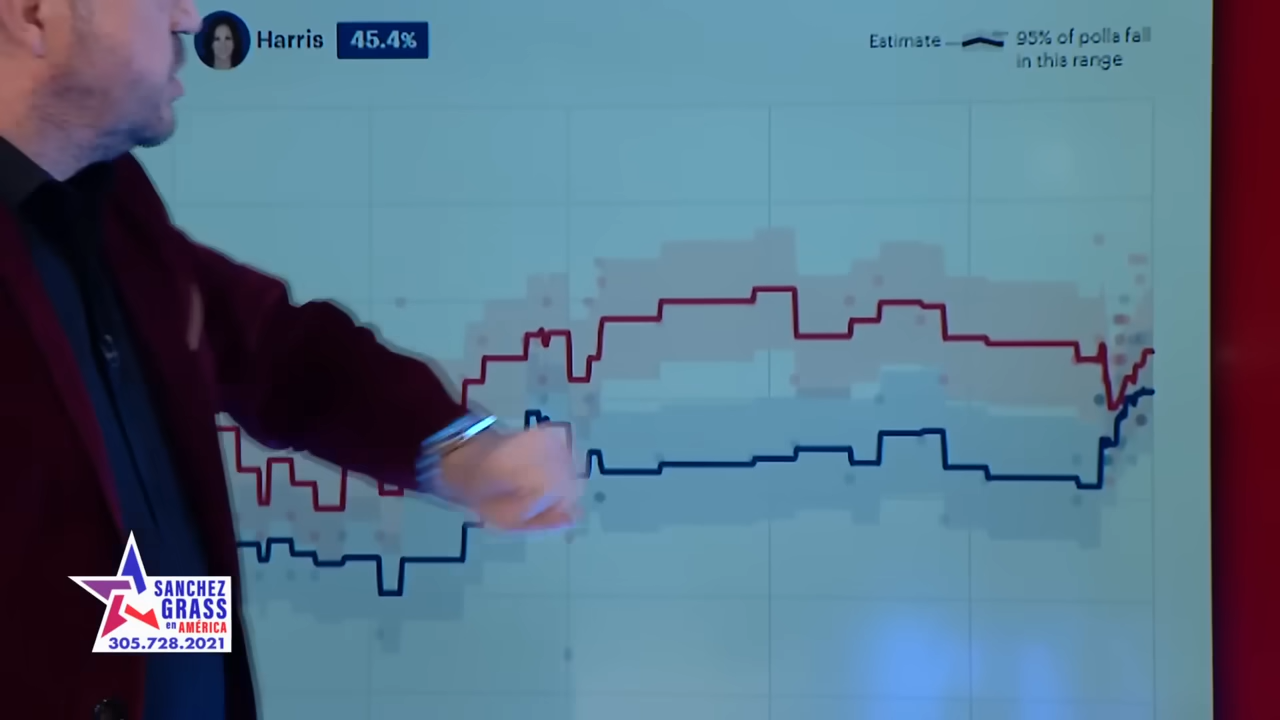 Harris 45.4%
Estimate
95% of polls fall
in this range
SANCHEZ
GRASS
en AMÉRICA
305.728.2021